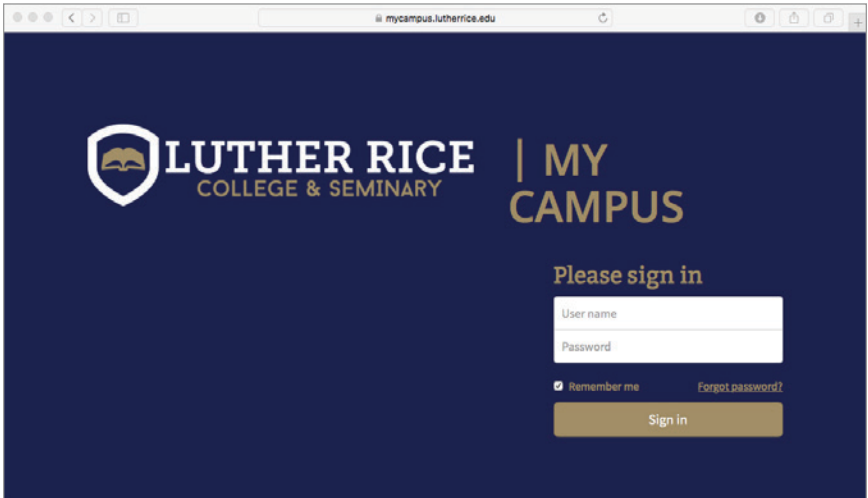 mycampus.lutherrice.edu
LUTHER RICE
COLLEGE & SEMINARY
| MY
CAMPUS
Please sign in
User name
Password
Remember me Forgot password?
Sign in